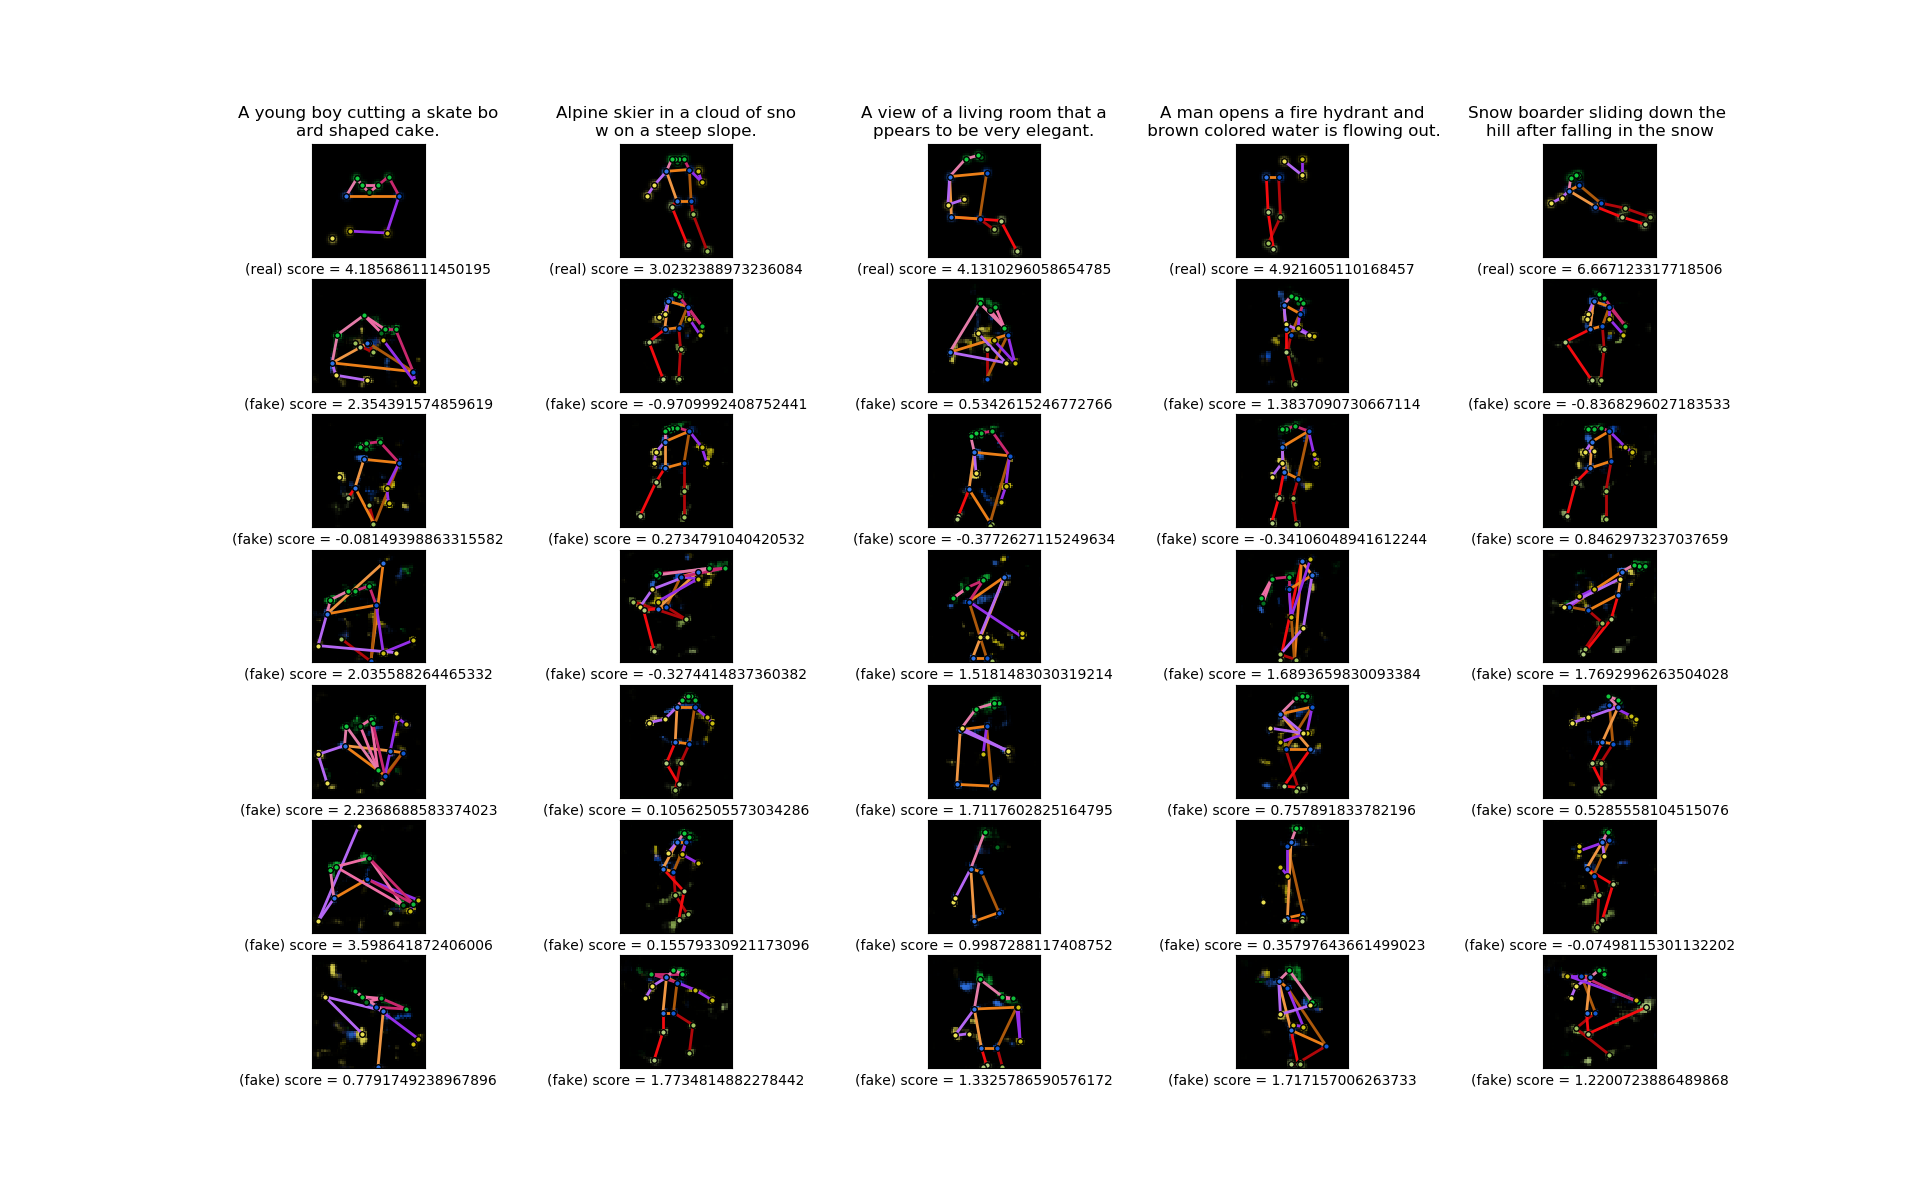 A young boy cutting a skate bo
ard shaped cake.
Alpine skier in a cloud of sno
w on a steep slope.
A view of a living room that a
ppears to be very elegant.
A man opens a fire hydrant and
brown colored water is flowing out.
Snow boarder sliding down the
hill after falling in the snow
(real) score = 4.185686111450195
(real) score = 3.0232388973236084
(real) score = 4.1310296058654785
(real) score = 4.921605110168457
(real) score = 6.667123317718506
(fake) score = 2.354391574859619
(fake) score = -0.9709992408752441
(fake) score = 0.5342615246772766
(fake) score = 1.3837090730667114
(fake) score = -0.8368296027183533
(fake) score = -0.08149398863315582
(fake) score = 0.2734791040420532
(fake) score = -0.3772627115249634
(fake) score = -0.34106048941612244
(fake) score = 0.8462973237037659
(fake) score = 2.035588264465332
(fake) score = -0.3274414837360382
(fake) score = 1.5181483030319214
(fake) score = 1.6893659830093384
(fake) score = 1.7692996263504028
(fake) score = 2.2368688583374023
(fake) score = 0.10562505573034286
(fake) score = 1.7117602825164795
(fake) score = 0.757891833782196
(fake) score = 0.5285558104515076
(fake) score = 3.598641872406006
(fake) score = 0.15579330921173096
(fake) score = 0.9987288117408752
(fake) score = 0.35797643661499023
(fake) score = -0.07498115301132202
(fake) score = 0.7791749238967896
(fake) score = 1.7734814882278442
(fake) score = 1.3325786590576172
(fake) score = 1.717157006263733
(fake) score = 1.2200723886489868